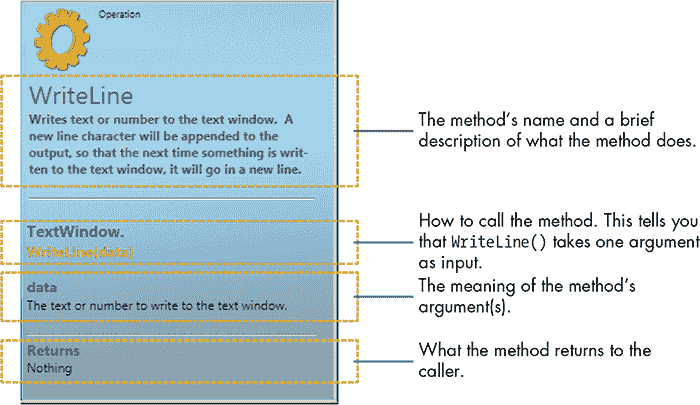 Operation
WriteLine
Writes text or number to the text window. A
new line character will be appended to the
output, so that the next time something is writ-
ten to the text window, it will go in a new line.
The method's name and a brief
description of what the method does.
TextWindow.
WriteLine(data)
How to call the method. This tells you
that WriteLine() takes one argument
as input.
data
The text or number to write to the text window.
The meaning of the method's
argument(s).
Returns
Nothing
What the method returns to the
caller.